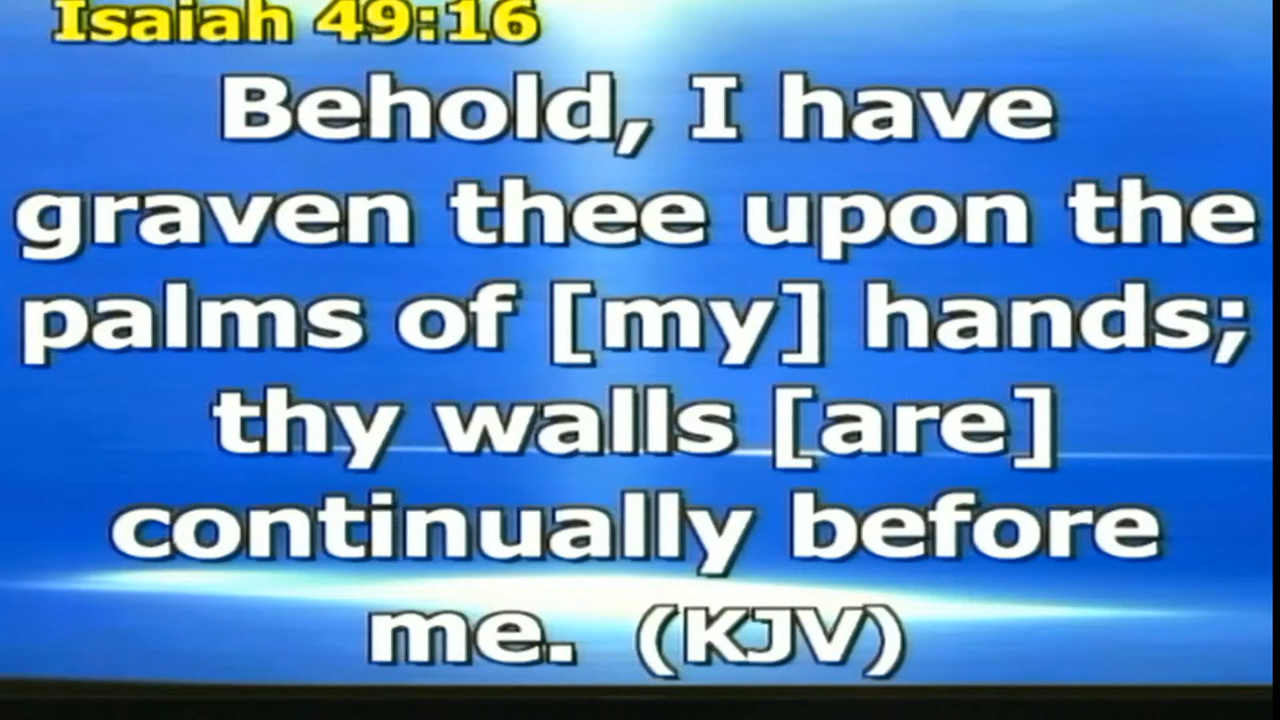 Isaiah 49:16
Behold, I have
graven thee upon the
palms of [my] hands;
thy walls [are]
continually before
me. (KJV)